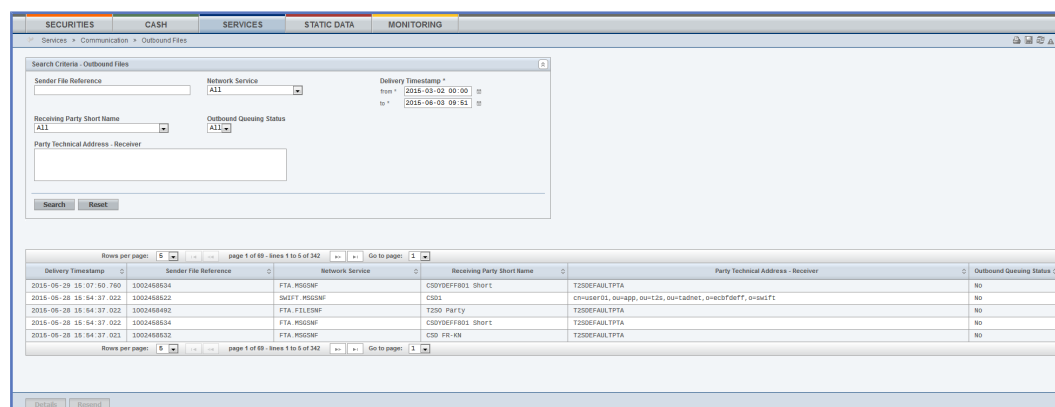 SECURITIES CASH SERVICES STATIC DATA MONITORING
Services > Communication > Outbound Files
Search Criteria - Outbound Files
Sender File Reference Network Service Delivery Timestamp *
All from * 2015-03-02 00:00
to * 2015-06-03 09:51
Receiving Party Short Name Outbound Queuing Status
All All
Party Technical Address - Receiver
Search Reset
Rows per page: 5 page 1 of 69 - lines 1 to 5 of 342 Go to page: 1
Delivery Timestamp Sender File Reference Network Service Receiving Party Short Name Party Technical Address - Receiver Outbound Queuing Status
2015-05-29 15:07:50.760 1002458534 FTA.MSGSNF CSDYDEFF801 Short T2SDEFAULTPTA No
2015-05-28 15:54:37.022 1002458522 SWIFT.MSGSNF CSD1 cn=user01,ou=app,ou=t2s,ou=tadnet,o=ecbfdeff,o=swift No
2015-05-28 15:54:37.022 1002458492 FTA.FILESNF T2S0 Party T2SDEFAULTPTA No
2015-05-28 15:54:37.022 1002458534 FTA.MSGSNF CSDYDEFF801 Short T2SDEFAULTPTA No
2015-05-28 15:54:37.021 1002458532 FTA.MSGSNF CSD FR-KN T2SDEFAULTPTA No
Rows per page: 5 page 1 of 69 - lines 1 to 5 of 342 Go to page: 1
Details Resend